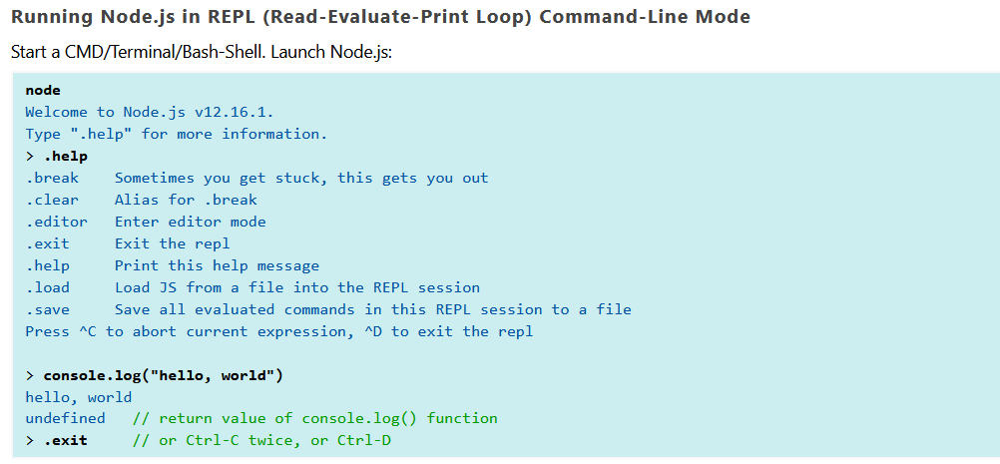 Running Node.js in REPL (Read-Evaluate-Print Loop) Command-Line Mode
Start a CMD/Terminal/Bash-Shell. Launch Node.js:
node
Welcome to Node.js v12.16.1.
Type ".help" for more information.
> .help
.break    Sometimes you get stuck, this gets you out
.clear    Alias for .break
.editor   Enter editor mode
.exit     Exit the repl
.help     Print this help message
.load     Load JS from a file into the REPL session
.save     Save all evaluated commands in this REPL session to a file
Press ^C to abort current expression, ^D to exit the repl
> console.log("hello, world")
hello, world
undefined   // return value of console.log() function
> .exit     // or Ctrl-C twice, or Ctrl-D